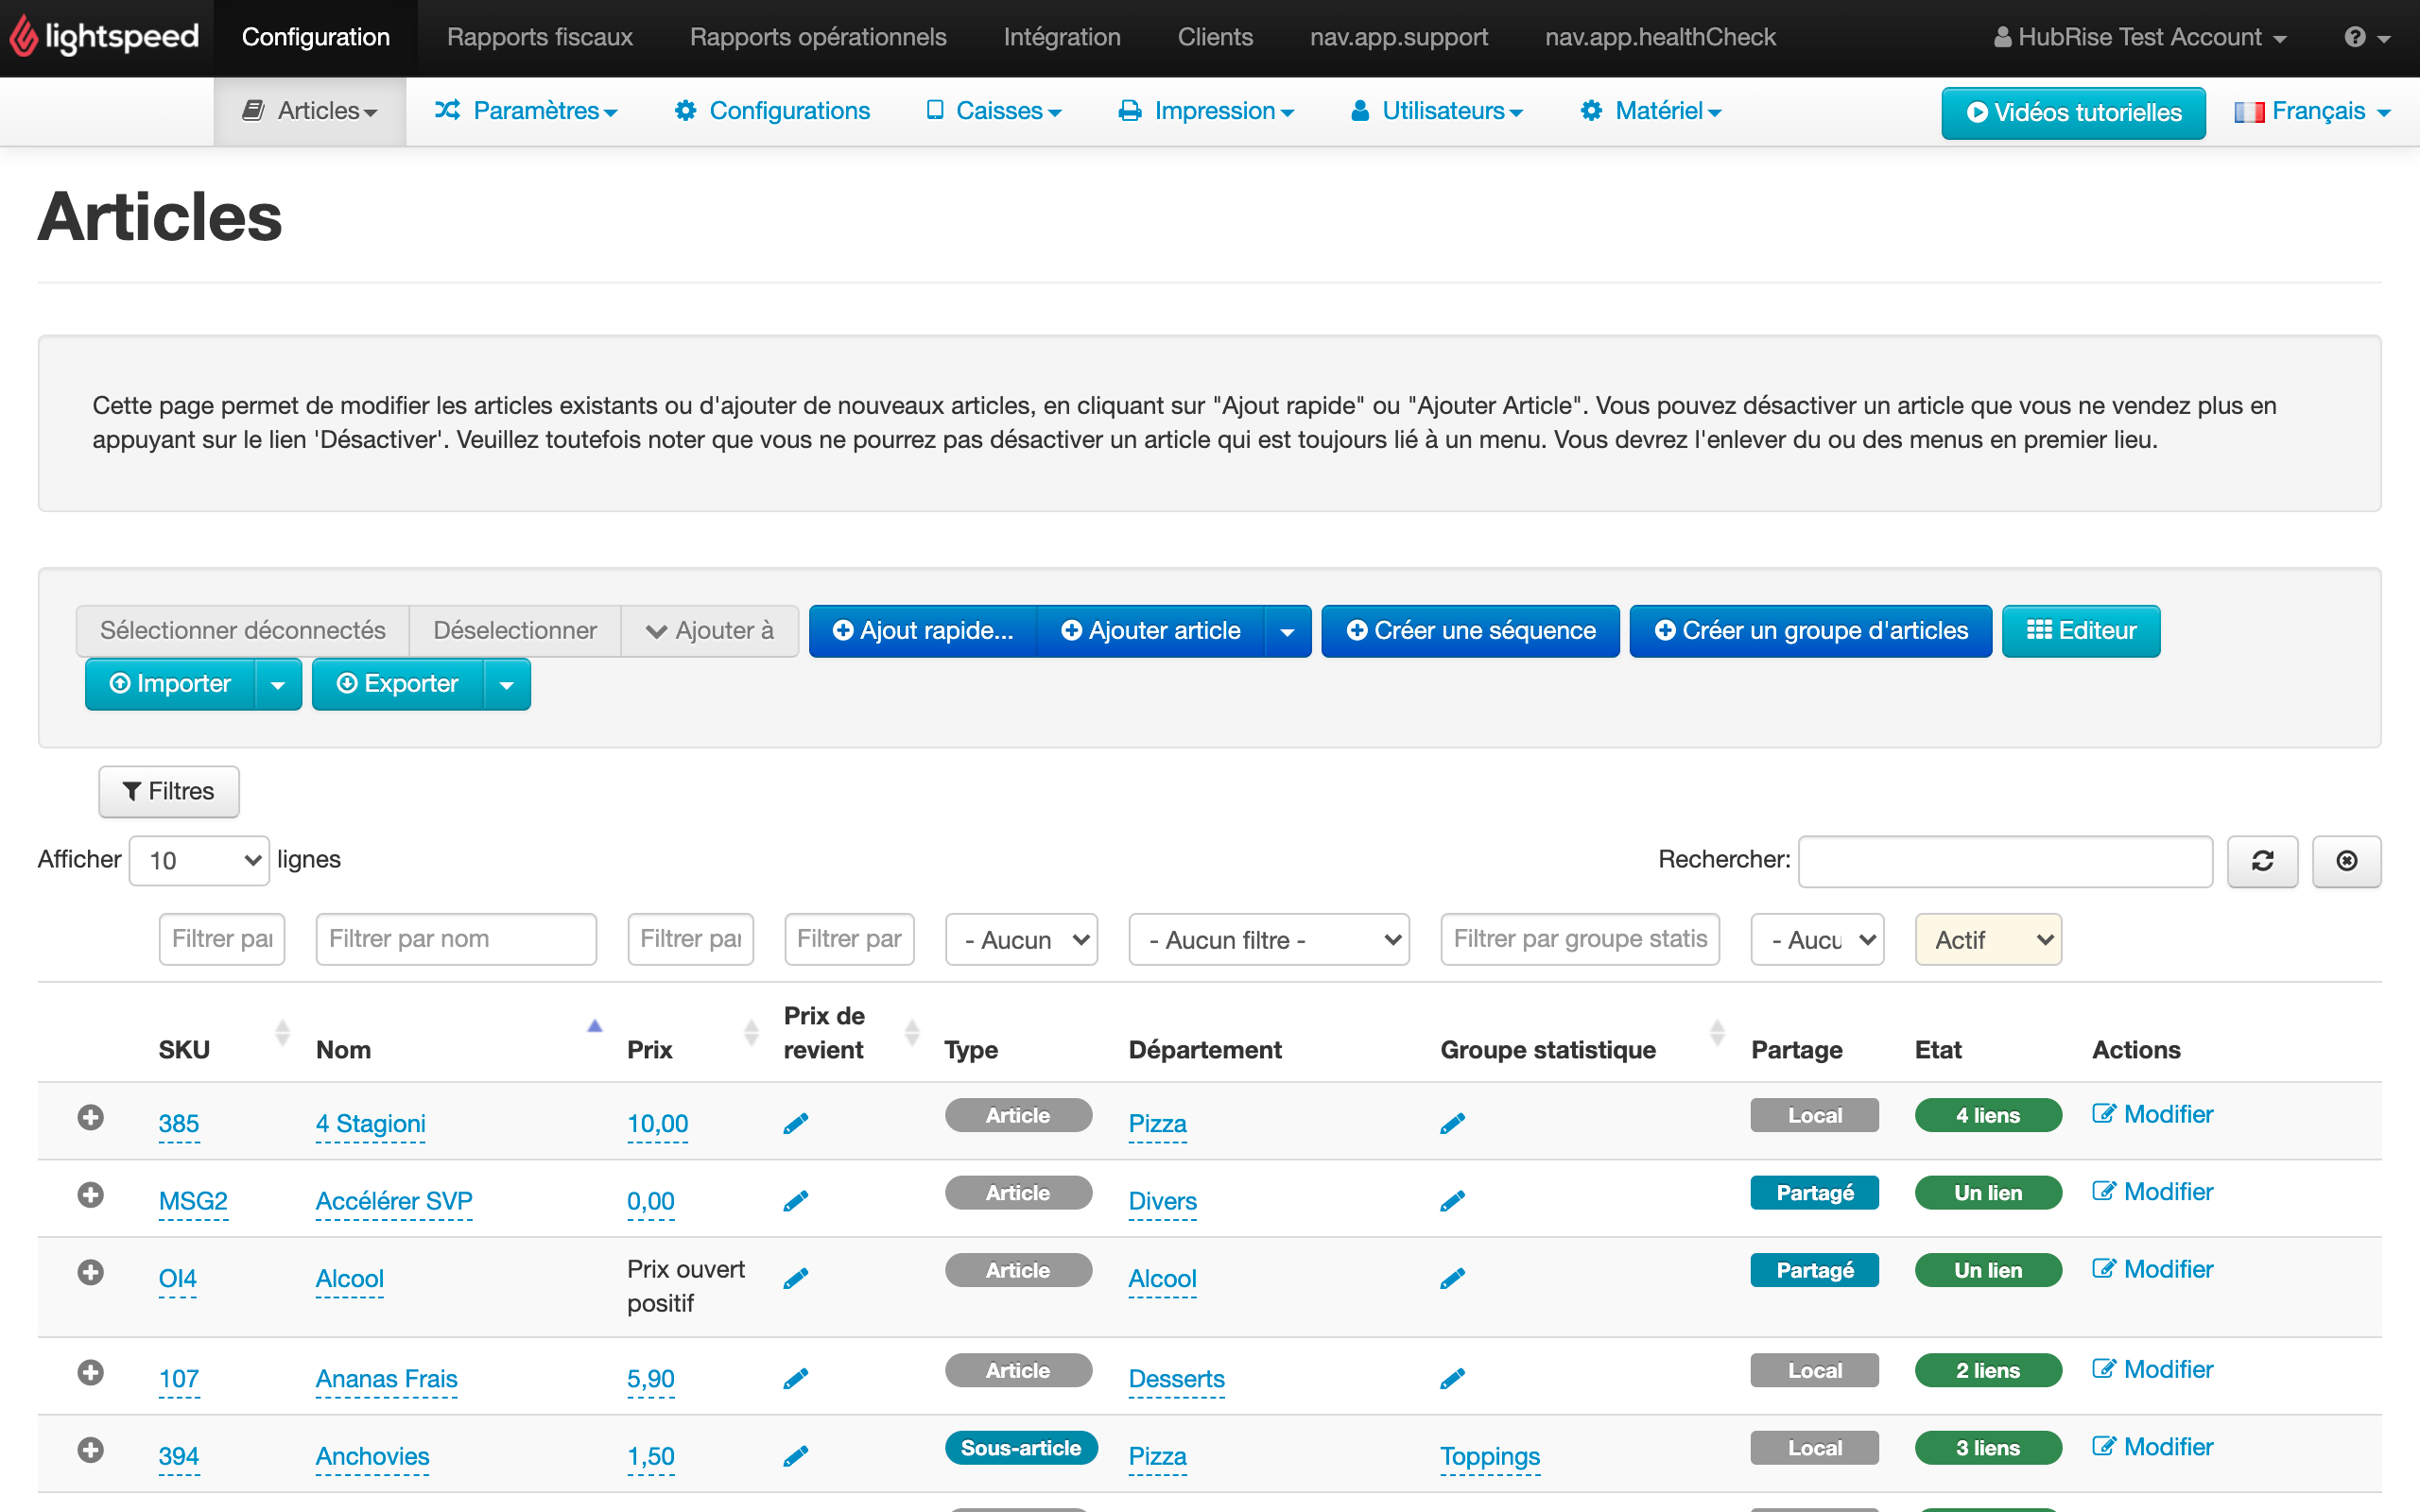 lightspeed Configuration Rapports fiscaux Rapports opérationnels Intégration Clients nav.app.support nav.app.healthCheck HubRise Test Account
Articles Paramètres Configurations Caisses Impression Utilisateurs Matériel Vidéos tutorielles Français
Articles
Cette page permet de modifier les articles existants ou d'ajouter de nouveaux articles, en cliquant sur "Ajout rapide" ou "Ajouter Article". Vous pouvez désactiver un article que vous ne vendez plus en
appuyant sur le lien 'Désactiver'. Veuillez toutefois noter que vous ne pourrez pas désactiver un article qui est toujours lié à un menu. Vous devrez l'enlever du ou des menus en premier lieu.
Sélectionner déconnectés Déselectionner Ajouter à Ajout rapide... Ajouter article Créer une séquence Créer un groupe d'articles Editeur
Importer Exporter
Filtres
Afficher 10 lignes Rechercher:
Filtrer par Filtrer par nom Filtrer par Filtrer par - Aucun - Aucun filtre - Filtrer par groupe statis - Aucu Actif
SKU Nom Prix Prix de revient Type Département Groupe statistique Partage Etat Actions
385 4 Stagioni 10,00 Article Pizza Local 4 liens Modifier
MSG2 Accélérer SVP 0,00 Article Divers Partagé Un lien Modifier
OI4 Alcool Prix ouvert positif Article Alcool Partagé Un lien Modifier
107 Ananas Frais 5,90 Article Desserts Local 2 liens Modifier
394 Anchovies 1,50 Sous-article Pizza Toppings Local 3 liens Modifier